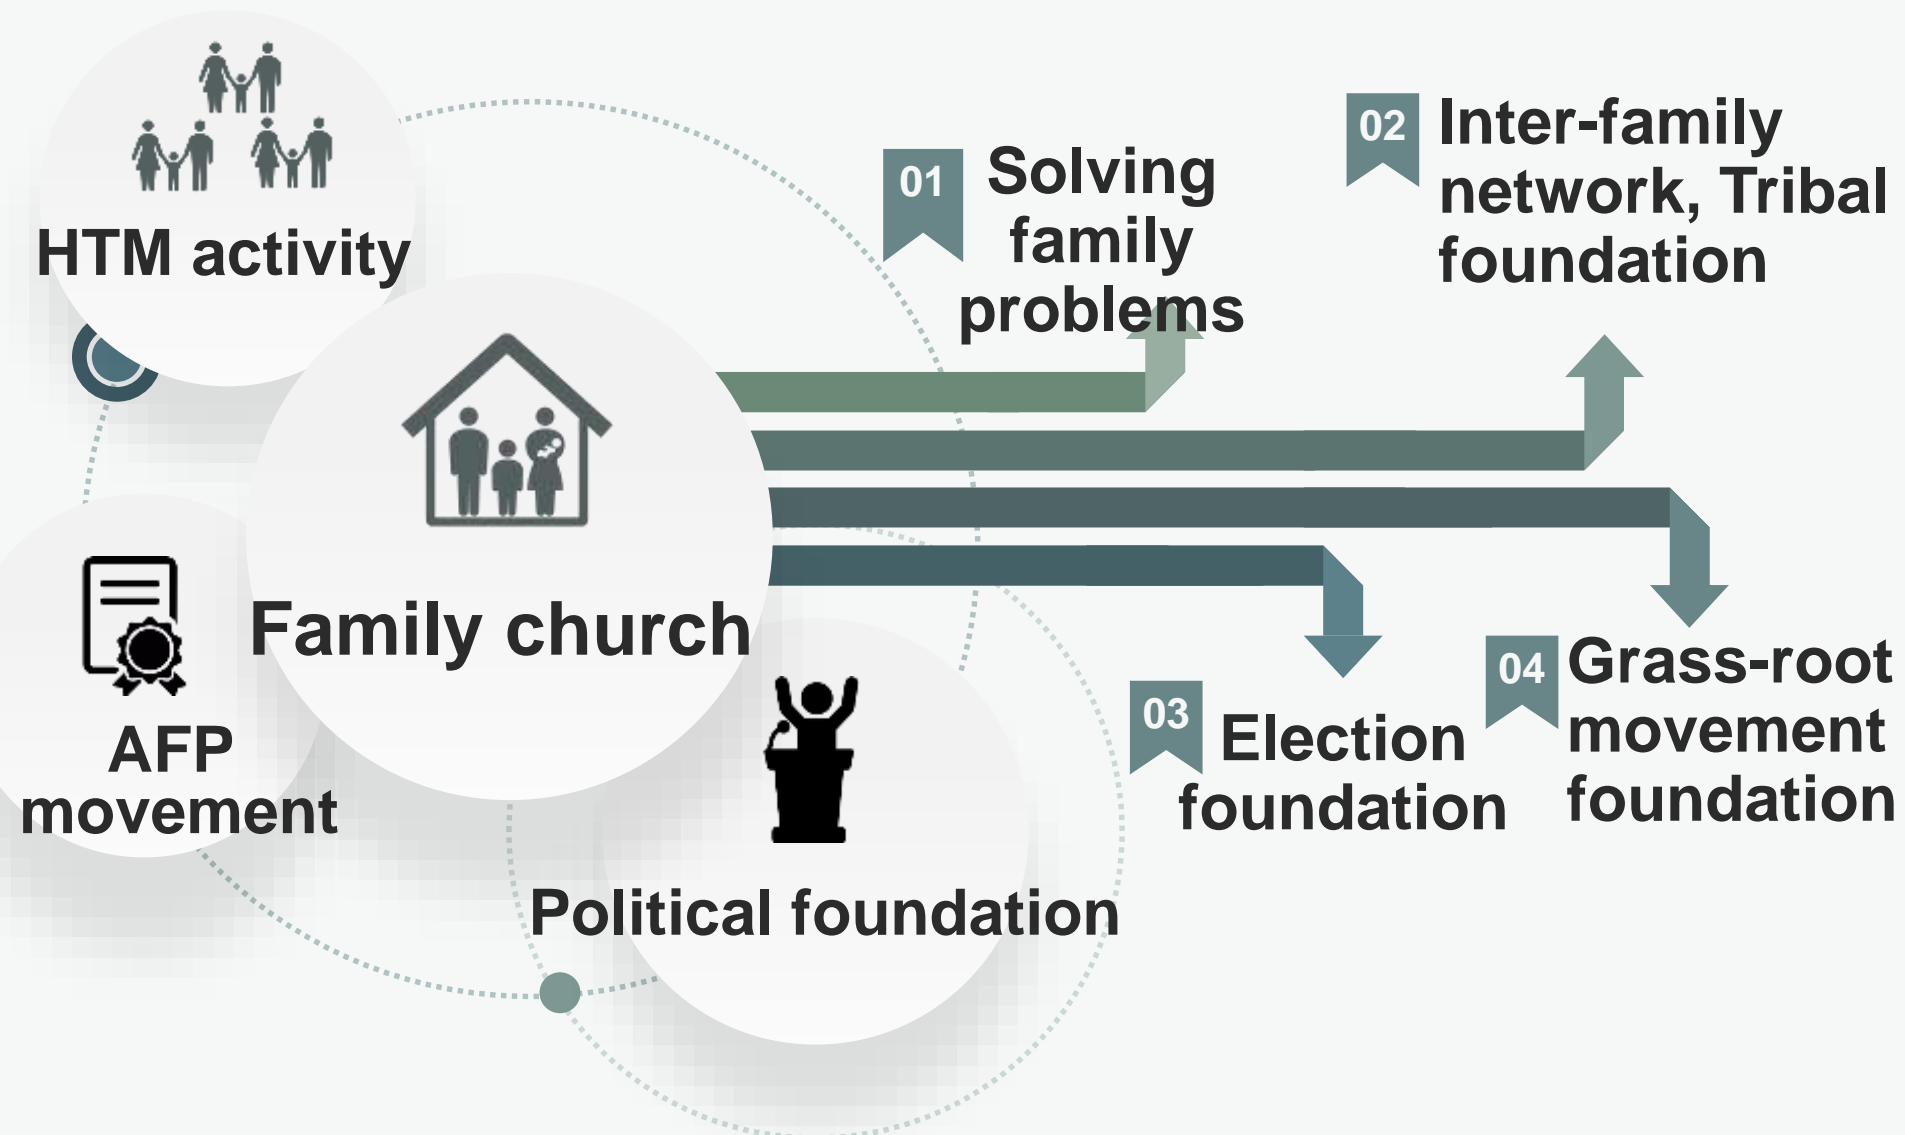 HTM activity
Family church
AFP
movement
Political foundation
01
Solving
family
problems
02
Inter-family
network, Tribal
foundation
03
Election
foundation
04
Grass-root
movement
foundation